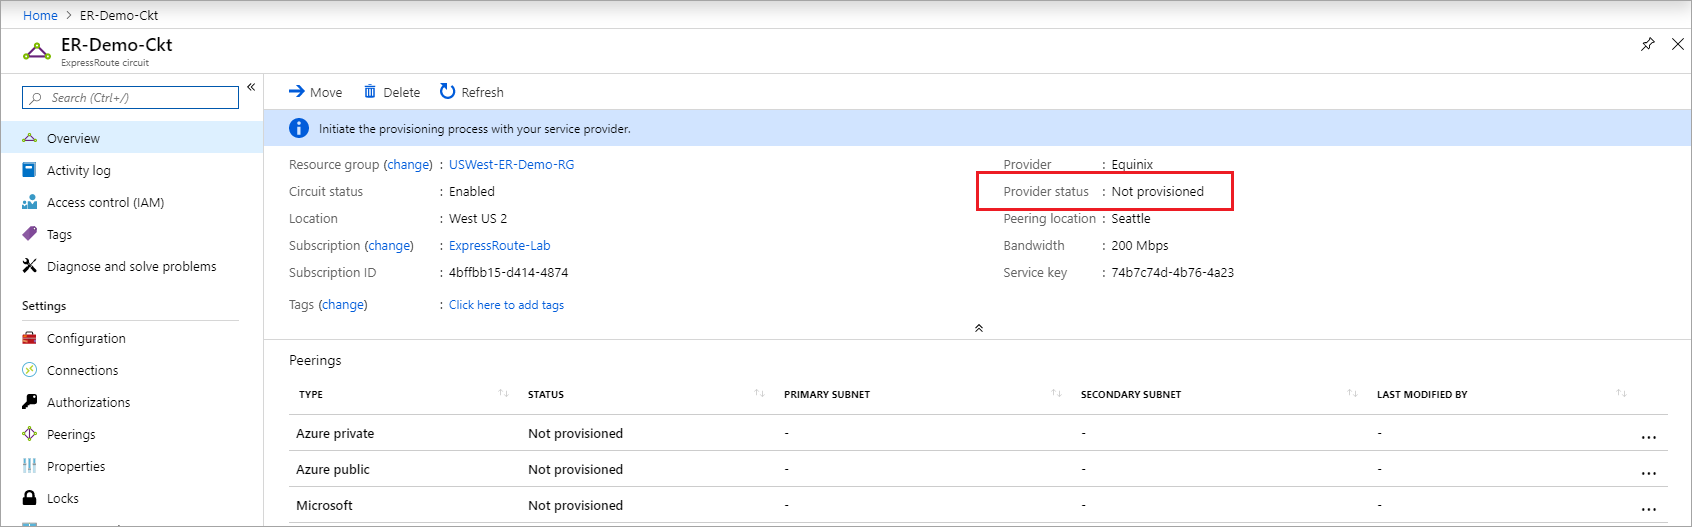 Home > ER-Demo-Ckt
ER-Demo-Ckt
ExpressRoute circuit
Search (Ctrl+/)
«
Overview
Activity log
Access control (IAM)
Tags
Diagnose and solve problems
Settings
Configuration
Connections
Authorizations
Peerings
Properties
Locks
Move Delete Refresh
Initiate the provisioning process with your service provider.
Resource group (change) : USWest-ER-Demo-RG
Circuit status : Enabled
Location : West US 2
Subscription (change) : ExpressRoute-Lab
Subscription ID : 4bffbb15-d414-4874
Tags (change) : Click here to add tags
Provider : Equinix
Provider status : Not provisioned
Peering location : Seattle
Bandwidth : 200 Mbps
Service key : 74b7c74d-4b76-4a23
Peerings
TYPE STATUS PRIMARY SUBNET SECONDARY SUBNET LAST MODIFIED BY
Azure private Not provisioned - - - ...
Azure public Not provisioned - - - ...
Microsoft Not provisioned - - - ...